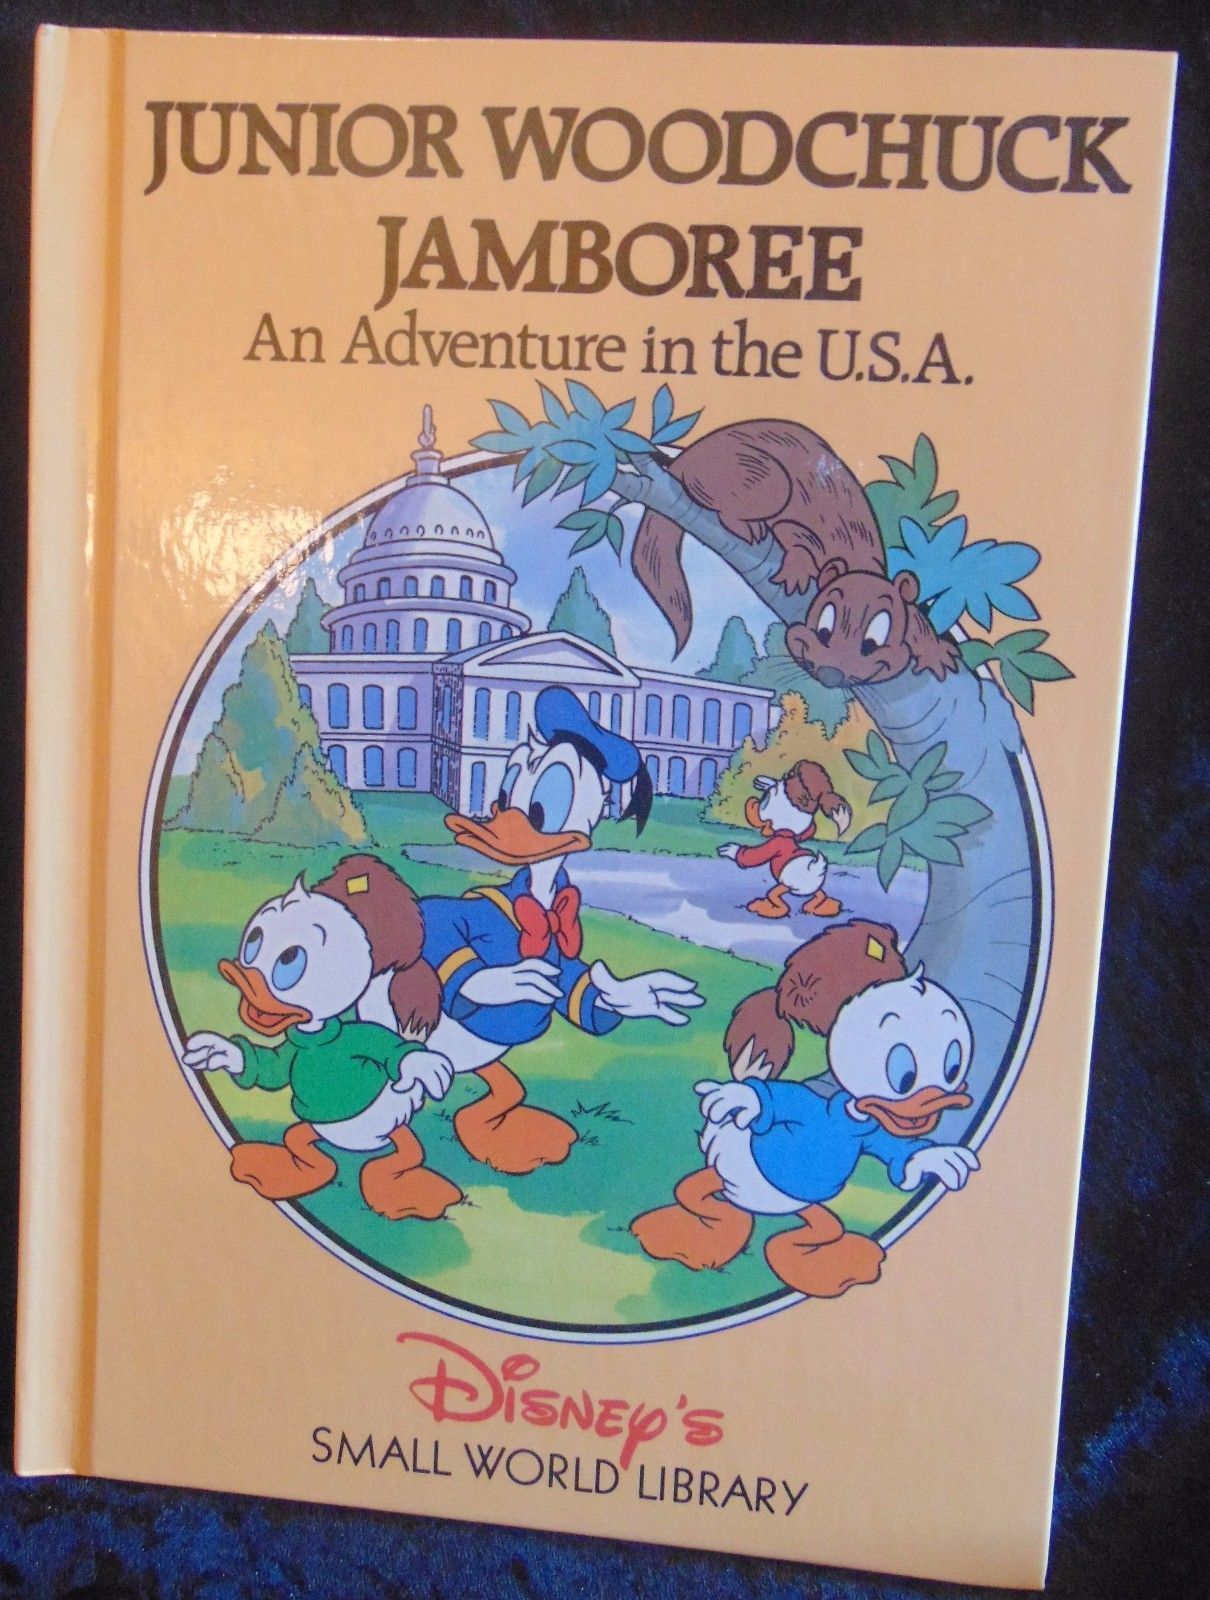 JUNIOR WOODCHUCK
JAMBOREE
An Adventure in the U.S.A.
DISNEY'S
SMALL WORLD LIBRARY